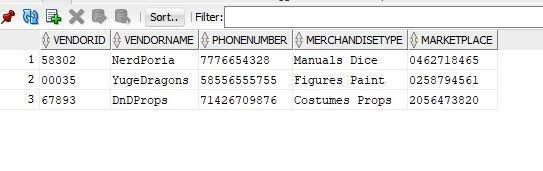 Sort.. Filter:
VENDORID VENDORNAME PHONENUMBER MERCHANDISETYPE MARKETPLACE
1 58302 NerdPoria 7776654328 Manuals Dice 0462718465
2 00035 YugeDragons 58556555755 Figures Paint 0258794561
3 67893 DnDProps 71426709876 Costumes Props 2056473820